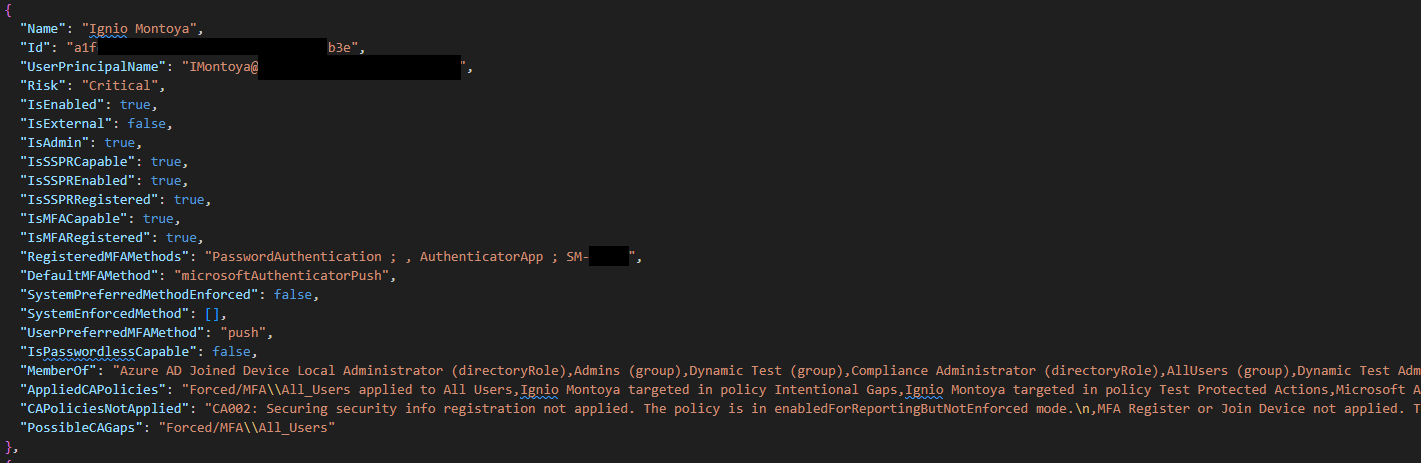 {
"Name": "Ignio Montoya",
"Id": "a1f b3e",
"UserPrincipalName": "IMontoya@ ",
"Risk": "Critical",
"IsEnabled": true,
"IsExternal": false,
"IsAdmin": true,
"IsSSPRCapable": true,
"IsSSPREnabled": true,
"IsSSPRRegistered": true,
"IsMFACapable": true,
"IsMFARegistered": true,
"RegisteredMFAMethods": "PasswordAuthentication ; , AuthenticatorApp ; SM- ",
"DefaultMFAMethod": "microsoftAuthenticatorPush",
"SystemPreferredMethodEnforced": false,
"SystemEnforcedMethod": [],
"UserPreferredMFAMethod": "push",
"IsPasswordlessCapable": false,
"MemberOf": "Azure AD Joined Device Local Administrator (directoryRole),Admins (group),Dynamic Test (group),Compliance Administrator (directoryRole),AllUsers (group),Dynamic Test Adm
"AppliedCAPolicies": "Forced/MFA\\All_Users applied to All Users,Ignio Montoya targeted in policy Intentional Gaps,Ignio Montoya targeted in policy Test Protected Actions,Microsoft A
"CAPoliciesNotApplied": "CA002: Securing security info registration not applied. The policy is in enabledForReportingButNotEnforced mode.\n,MFA Register or Join Device not applied. T
"PossibleCAGaps": "Forced/MFA\\All_Users"
},